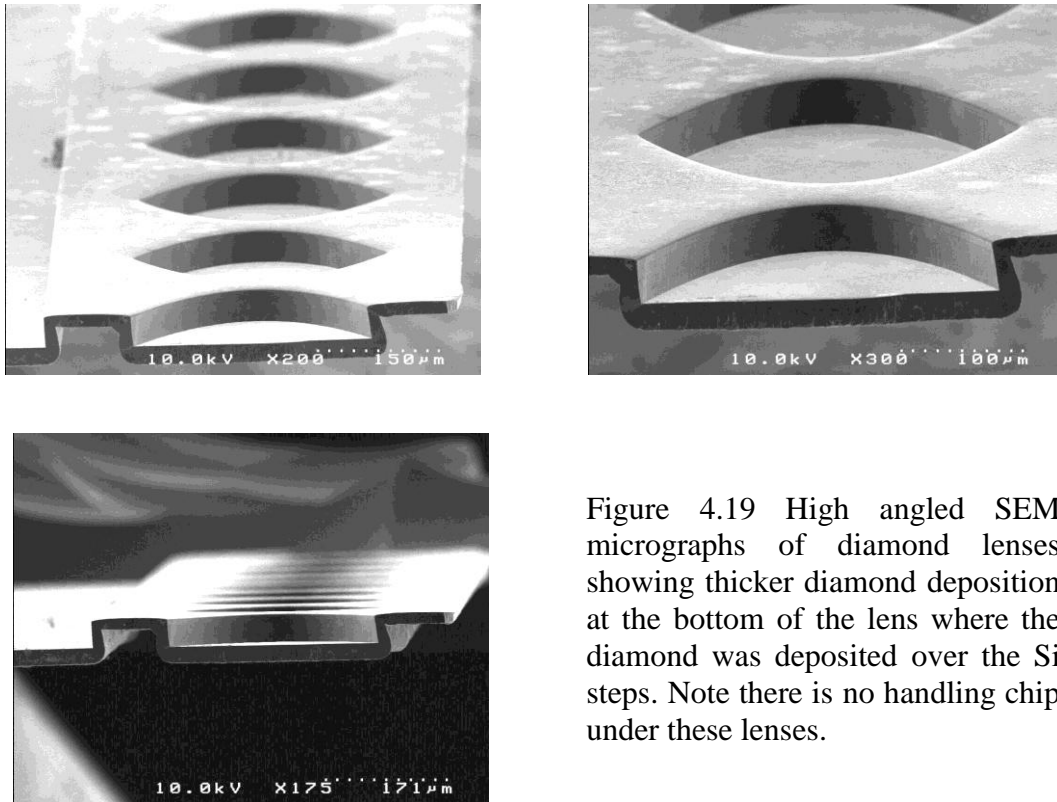 10.0kV X200 150µm
10.0kV X300 100µm
10.0kV X175 171µm
Figure 4.19 High angled SEM
micrographs of diamond lenses
showing thicker diamond deposition
at the bottom of the lens where the
diamond was deposited over the Si
steps. Note there is no handling chip
under these lenses.